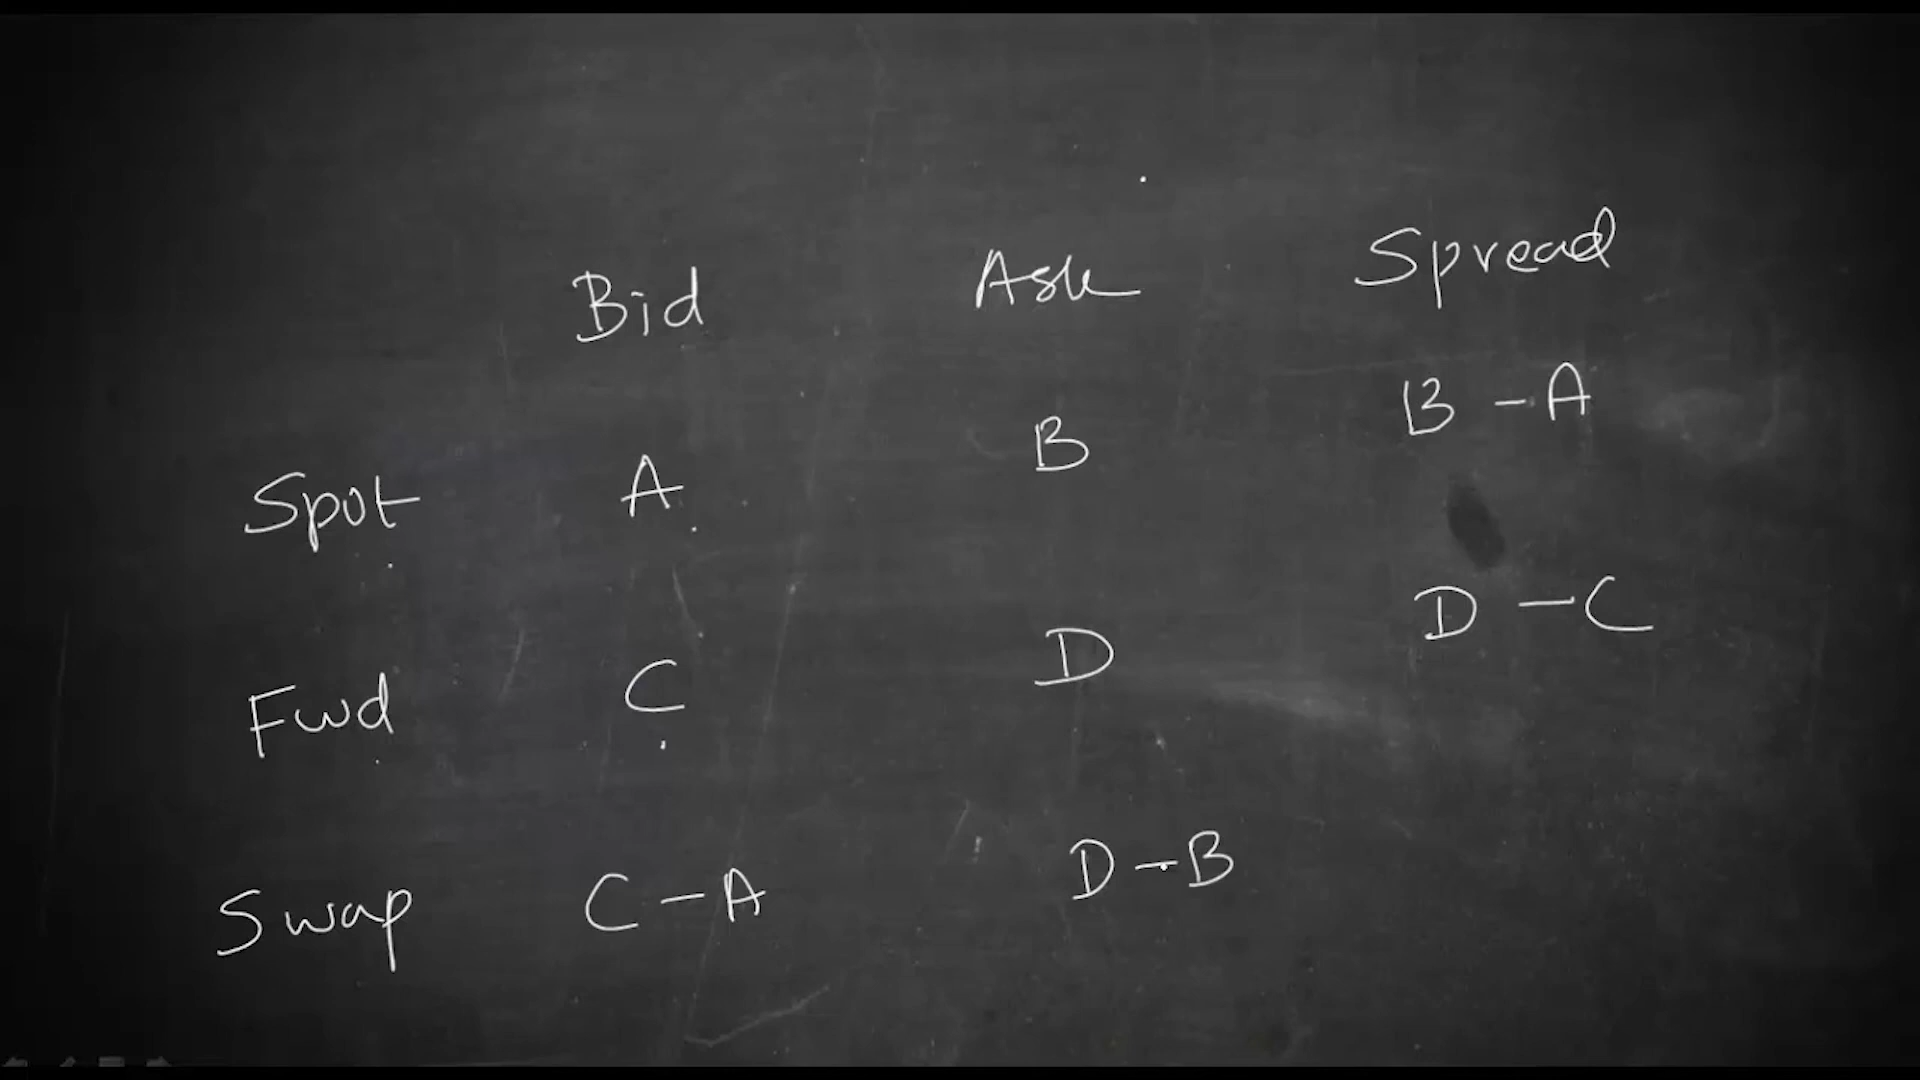 Bid Ask Spread
Spot A B B - A
Fwd C D D - C
Swap C - A D - B